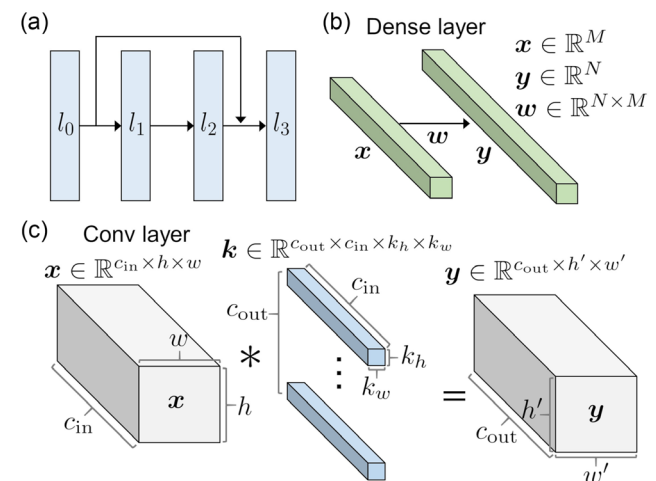 (a)
l₀
l₁
l₂
l₃
(b) Dense layer
x ∈ ℝ^M
y ∈ ℝ^N
w ∈ ℝ^{N×M}
x
w
y
(c) Conv layer
x ∈ ℝ^{c_in×h×w}
k ∈ ℝ^{c_out×c_in×k_h×k_w}
y ∈ ℝ^{c_out×h′×w′}
w
x
h
c_in
*
c_out
c_in
k_h
k_w
⋮
=
h′
y
c_out
w′